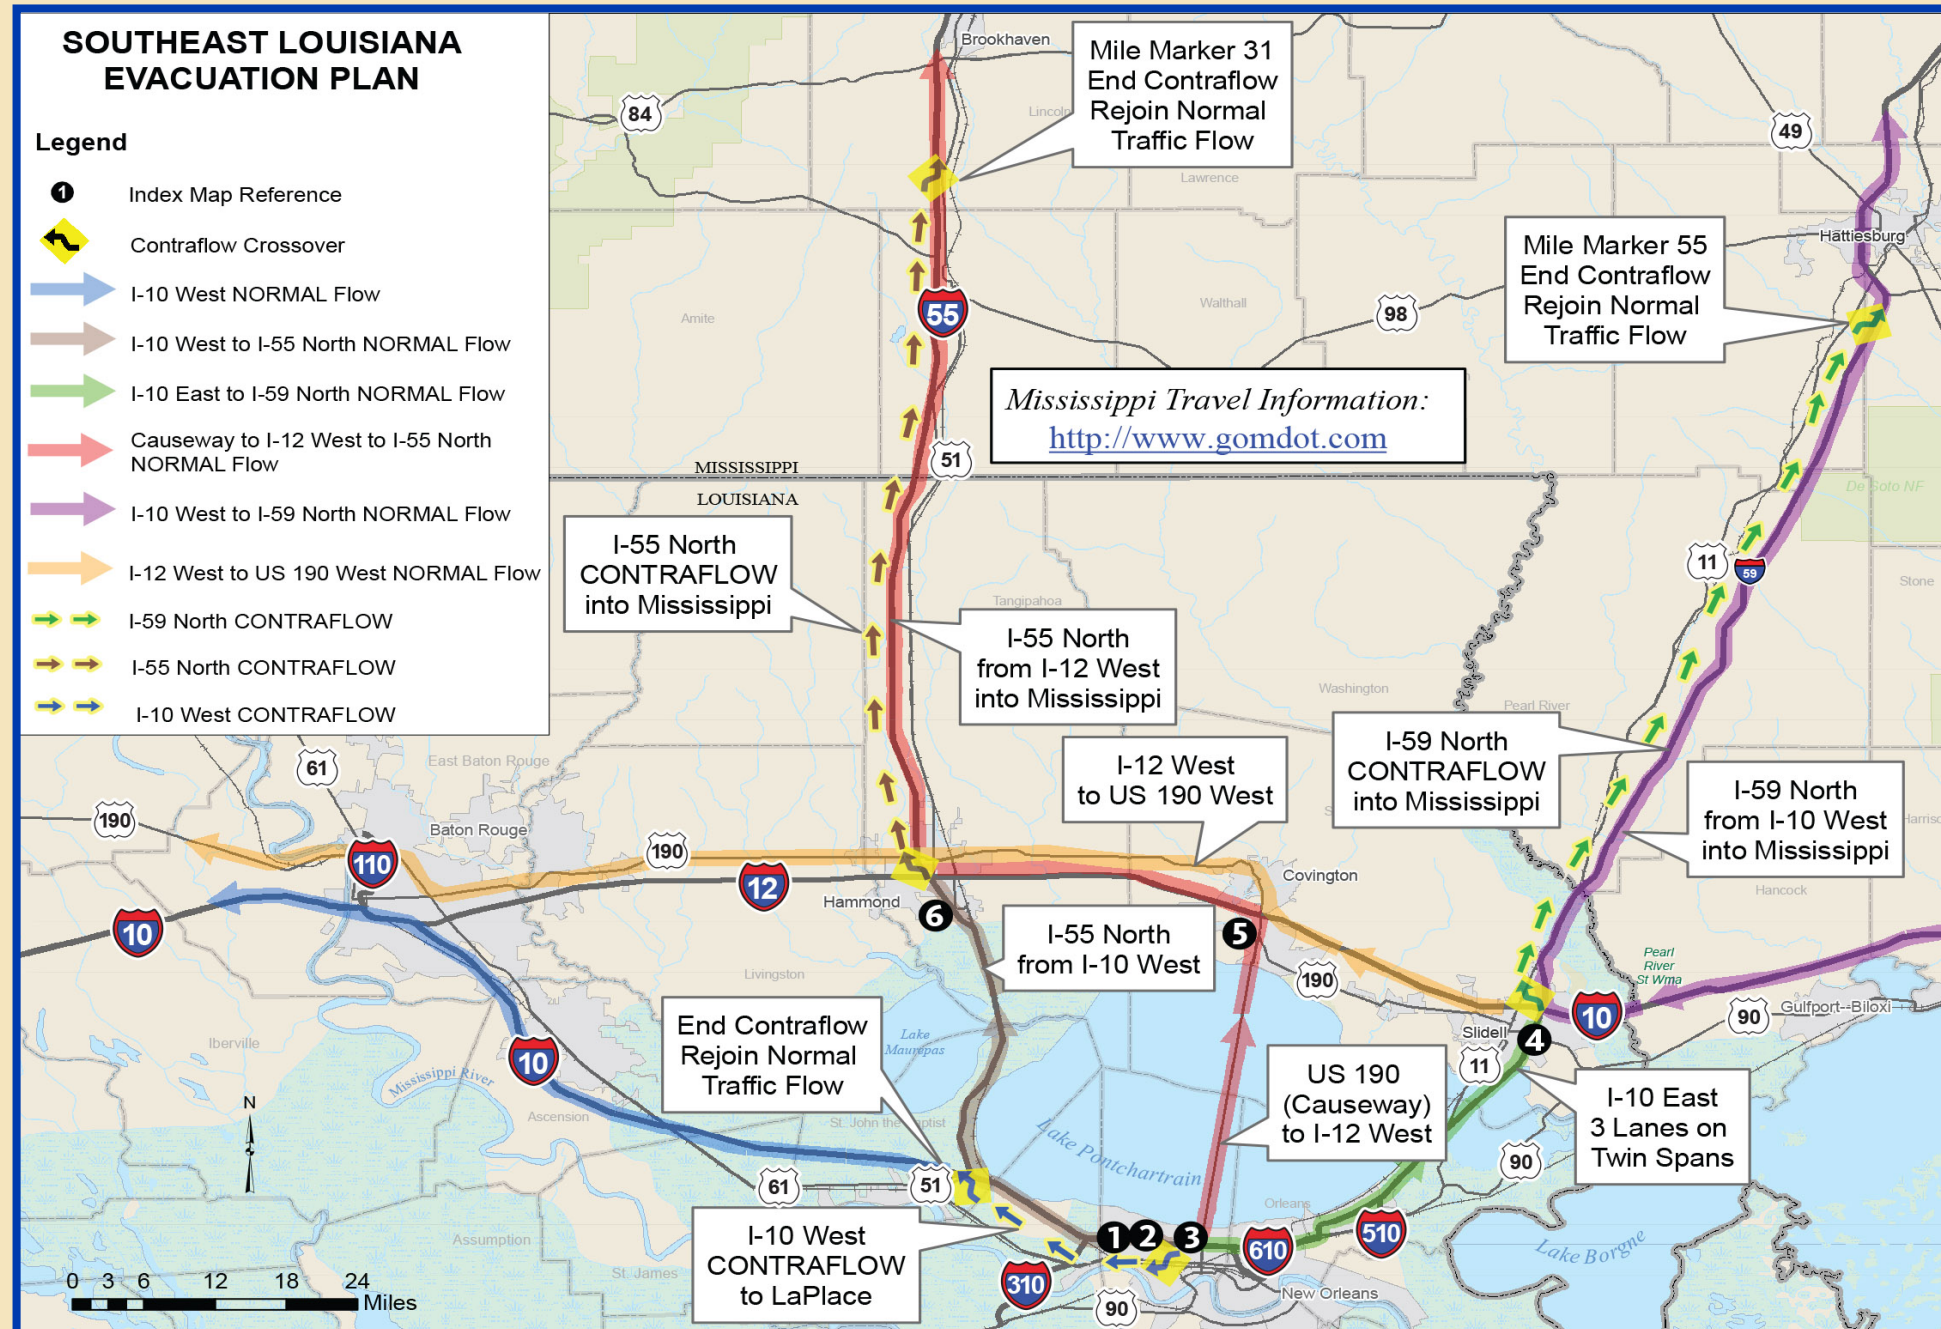 SOUTHEAST LOUISIANA
EVACUATION PLAN
Legend
1
Index Map Reference
Contraflow Crossover
I-10 West NORMAL Flow
I-10 West to I-55 North NORMAL Flow
I-10 East to I-59 North NORMAL Flow
Causeway to I-12 West to I-55 North
NORMAL Flow
I-10 West to I-59 North NORMAL Flow
I-12 West to US 190 West NORMAL Flow
I-59 North CONTRAFLOW
I-55 North CONTRAFLOW
I-10 West CONTRAFLOW
Brookhaven
84
Lincoln
Mile Marker 31
End Contraflow
Rejoin Normal
Traffic Flow
49
Lawrence
Hattiesburg
Mile Marker 55
End Contraflow
Rejoin Normal
Traffic Flow
Amite
55
Walthall
98
Mississippi Travel Information:
http://www.gomdot.com
51
MISSISSIPPI
LOUISIANA
De Soto NF
I-55 North
CONTRAFLOW
into Mississippi
11
59
Stone
Tangipahoa
I-55 North
from I-12 West
into Mississippi
Washington
Pearl River
I-59 North
CONTRAFLOW
into Mississippi
I-12 West
to US 190 West
I-59 North
from I-10 West
into Mississippi
61
East Baton Rouge
190
Baton Rouge
110
190
12
Hammond
6
Covington
Hancock
10
5
I-55 North
from I-10 West
Livingston
190
Pearl
River
St Wma
10
90
Gulfport--Biloxi
Slidell
4
11
End Contraflow
Rejoin Normal
Traffic Flow
Lake
Maurepas
Iberville
10
Mississippi River
Ascension
St. John the Baptist
US 190
(Causeway)
to I-12 West
I-10 East
3 Lanes on
Twin Spans
Lake Pontchartrain
N
61
51
90
Orleans
I-10 West
CONTRAFLOW
to LaPlace
1
2
3
610
510
Lake Borgne
Assumption
St. James
310
90
New Orleans
0 3 6 12 18 24
Miles